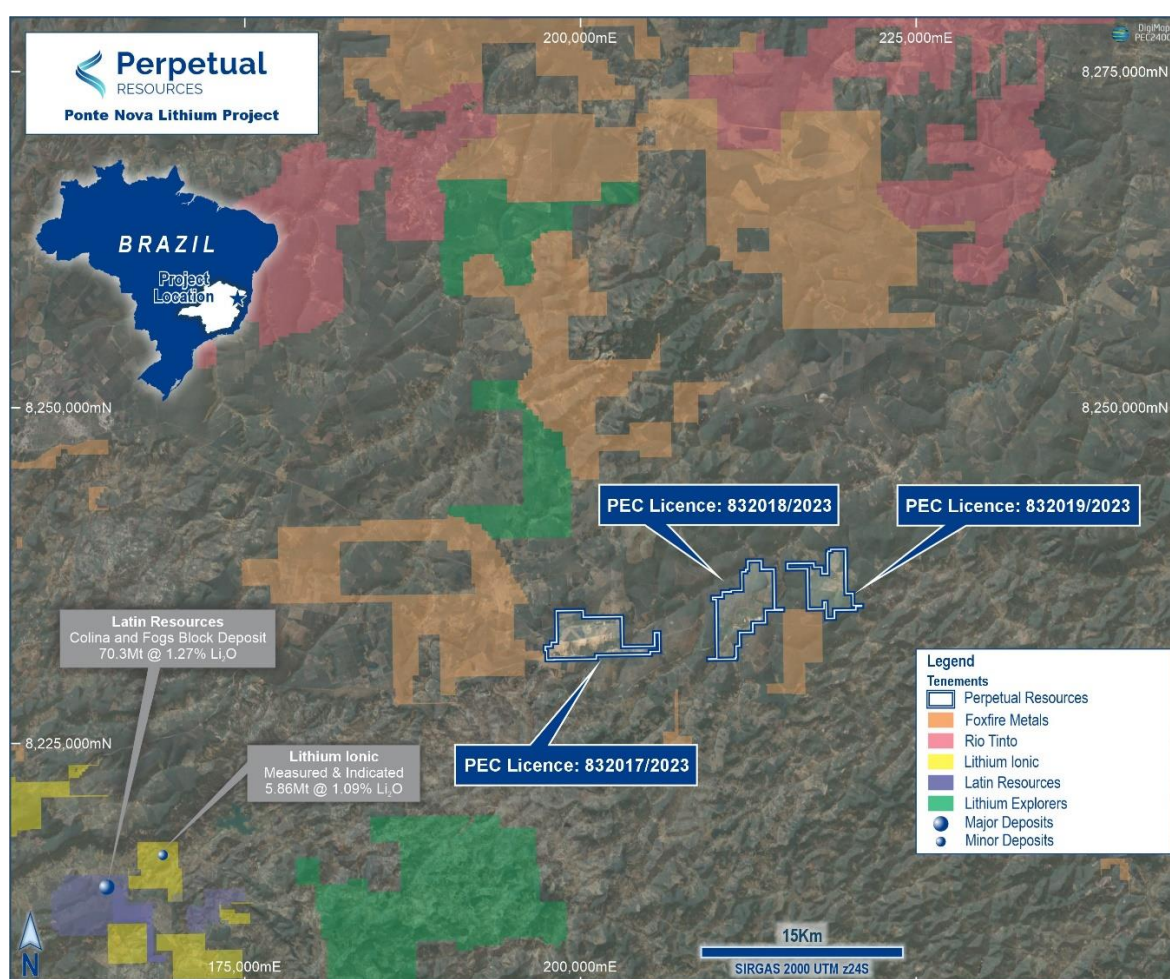 Perpetual
RESOURCES
Ponte Nova Lithium Project
200,000mE
225,000mE
DigiMap
8,275,000mN
BRAZIL
Project
Location
8,250,000mN
8,250,000mN
PEC Licence: 832018/2023
PEC Licence: 832019/2023
Latin Resources
Colina and Fogs Block Deposit
70.3Mt @ 1.27% Li₂O
8,225,000mN
Lithium Ionic
Measured & Indicated
5.86Mt @ 1.09% Li₂O
PEC Licence: 832017/2023
Legend
Tenements
Perpetual Resources
Foxfire Metals
Rio Tinto
Lithium Ionic
Latin Resources
Lithium Explorers
Major Deposits
Minor Deposits
N
175,000mE
200,000mE
15Km
SIRGAS 2000 UTM z24S